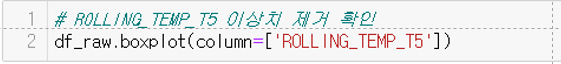 1 # ROLLING_TEMP_T5 이상치 제거 확인
2 df_raw.boxplot(column=['ROLLING_TEMP_T5'])